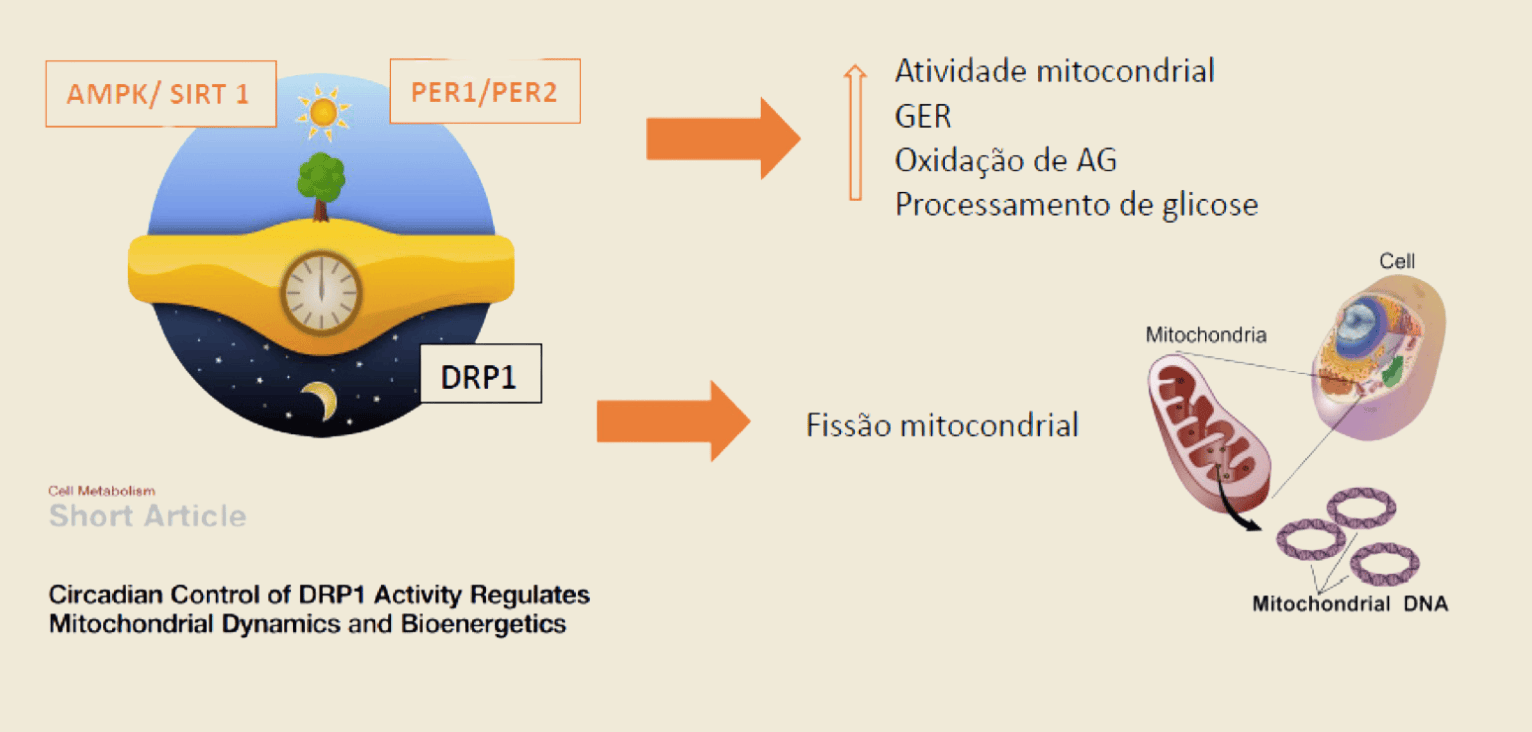 AMPK/ SIRT 1
PER1/PER2
Atividade mitocondrial
GER
Oxidação de AG
Processamento de glicose
DRP1
Fissão mitocondrial
Cell
Mitochondria
Mitochondrial DNA
Cell Metabolism
Short Article
Circadian Control of DRP1 Activity Regulates
Mitochondrial Dynamics and Bioenergetics